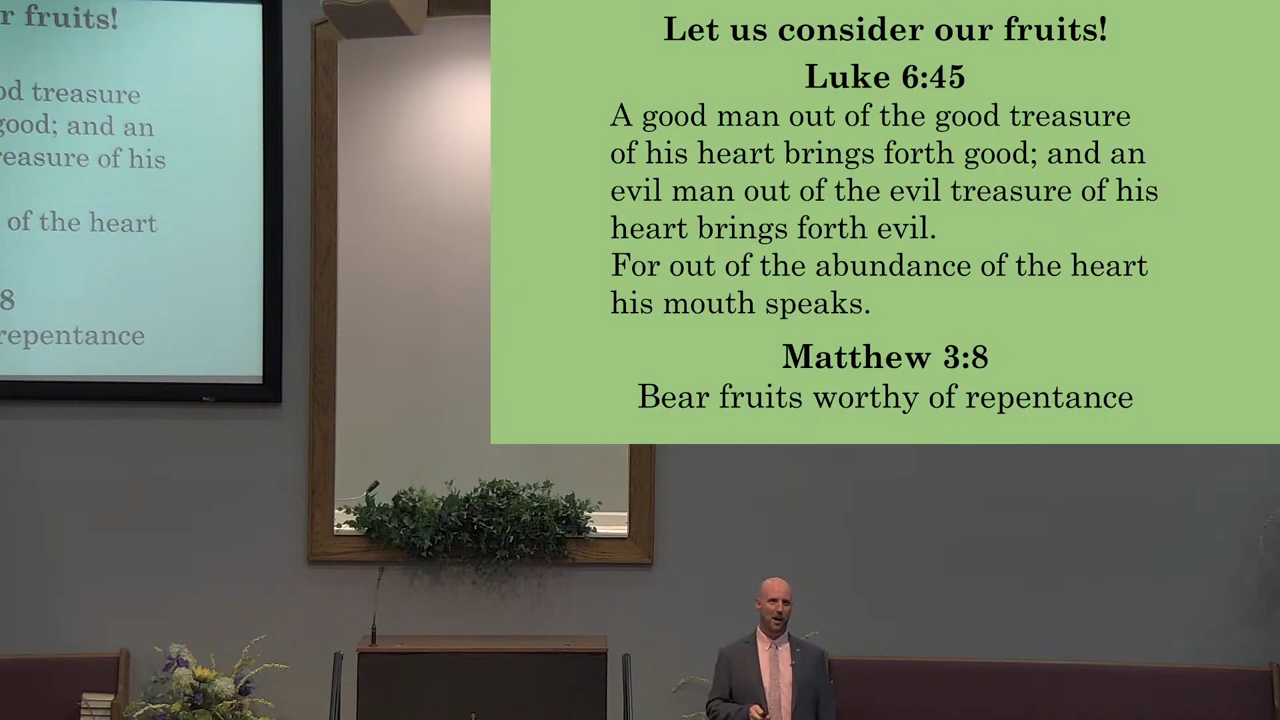 r fruits!
od treasure
good; and an
reasure of his
of the heart
8
repentance
Let us consider our fruits!
Luke 6:45
A good man out of the good treasure
of his heart brings forth good; and an
evil man out of the evil treasure of his
heart brings forth evil.
For out of the abundance of the heart
his mouth speaks.
Matthew 3:8
Bear fruits worthy of repentance